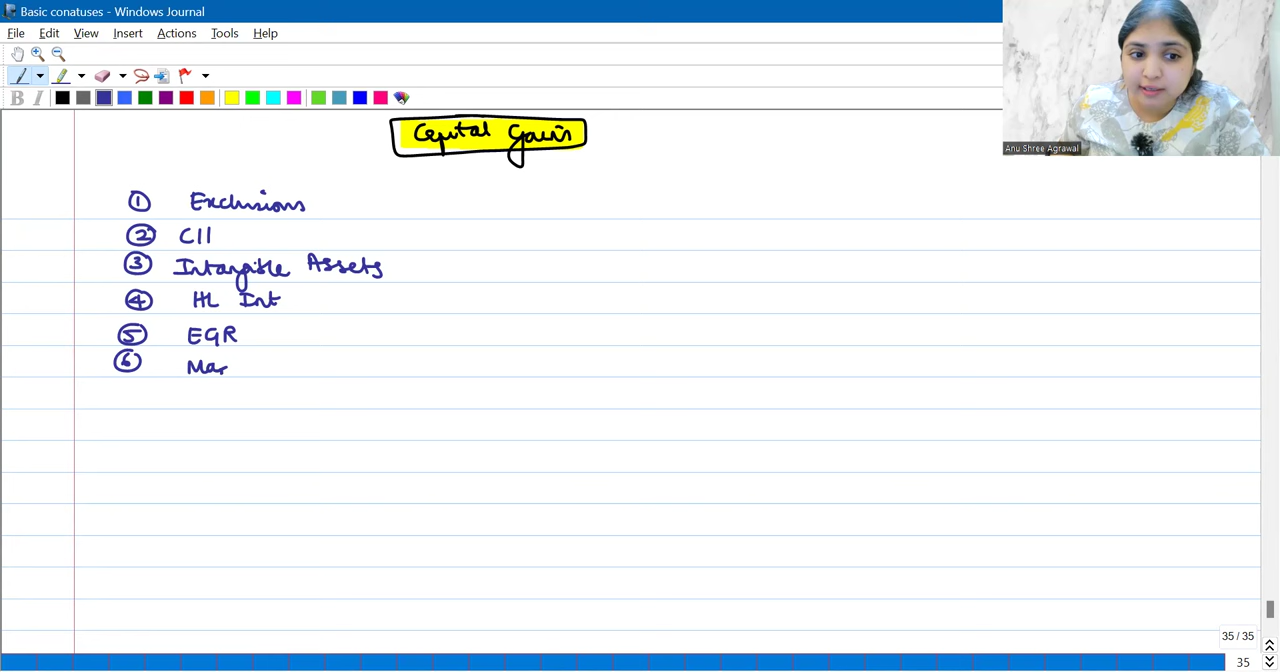 Basic conatuses - Windows Journal
File Edit View Insert Actions Tools Help
B I
Capital Gain
Anu Shree Agrawal
① Exclusions
② CII
③ Intangible Assets
④ HL Int
⑤ EGR
⑥ Mar
35 / 35
35